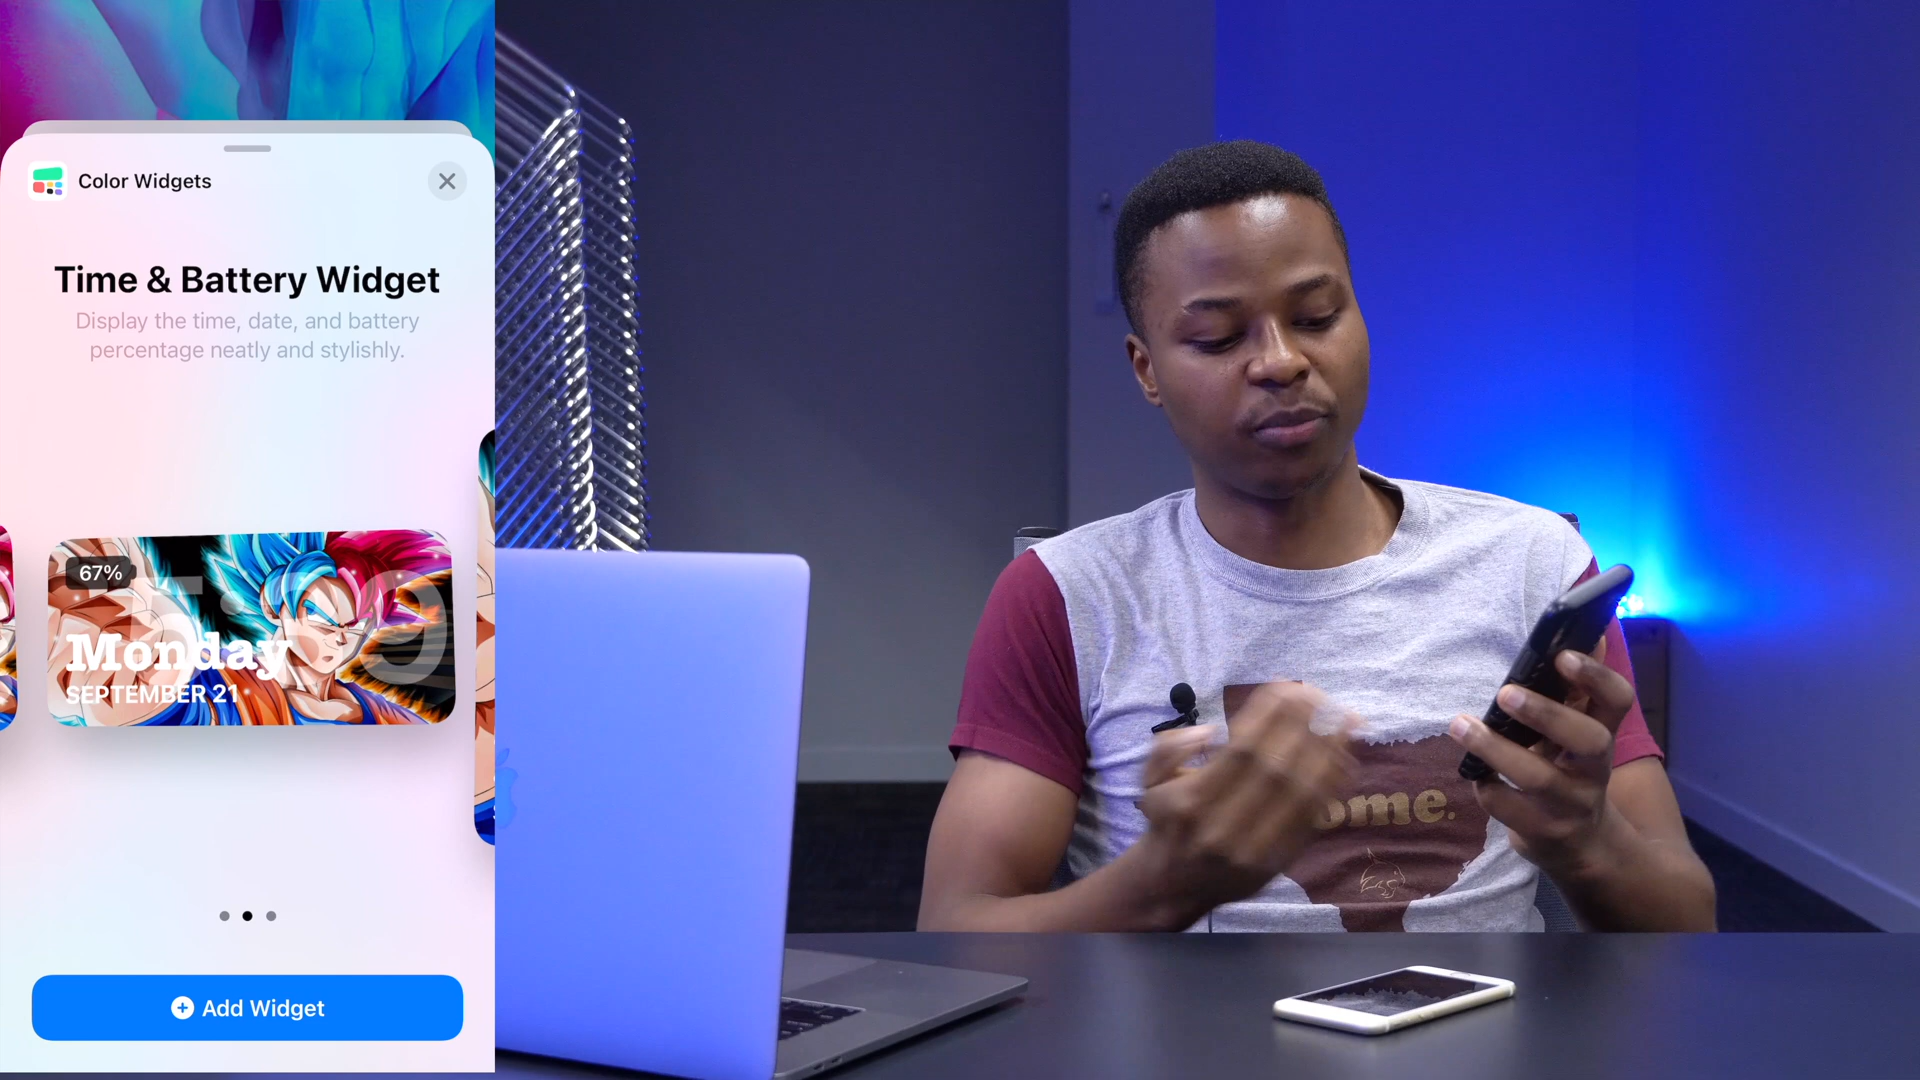 Color Widgets
Time & Battery Widget
Display the time, date, and battery
percentage neatly and stylishly.
67%
Monday
SEPTEMBER 21
Add Widget
ome.